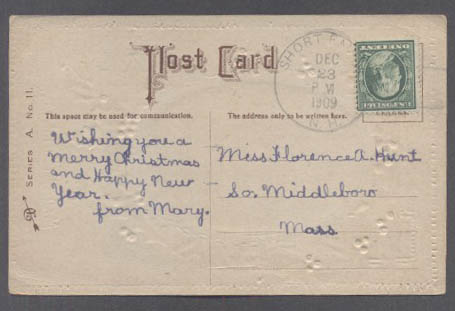 Post Card
SHORT FA
DEC
23
P M
1909
N. H.
This space may be used for communication.
The address only to be written here.
SERIES A. No. 11.
Wishing you a
Merry Christmas
and Happy New
Year.
from Mary.
Miss Florence A. Hunt
So. Middleboro
Mass